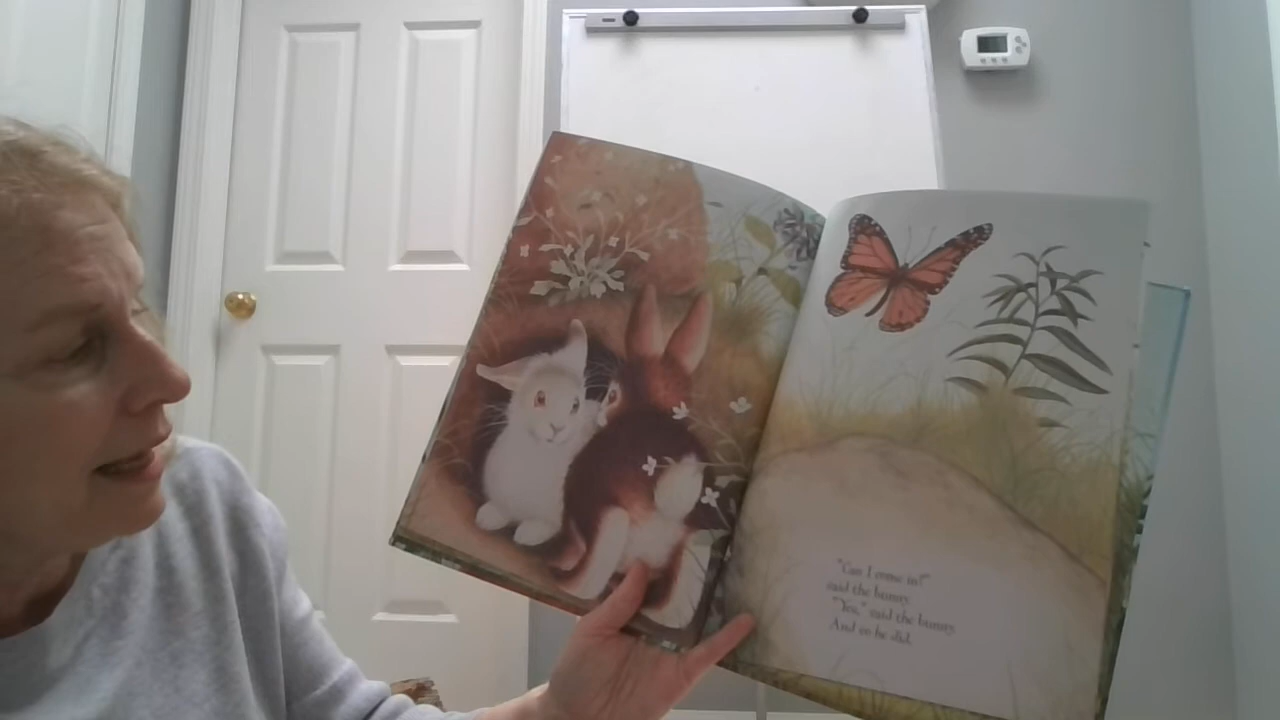 "Can I come in?"
said the bunny.
"Yes," said the bunny.
And so he did.